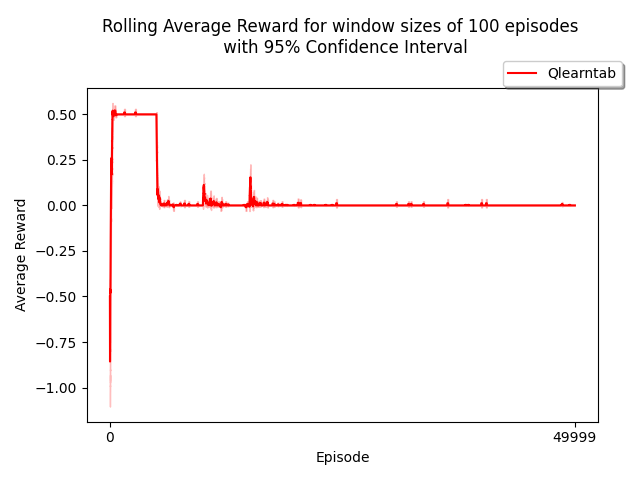 Rolling Average Reward for window sizes of 100 episodes
with 95% Confidence Interval
Qlearntab
0.50
0.25
0.00
−0.25
−0.50
−0.75
−1.00
Average Reward
0 49999
Episode